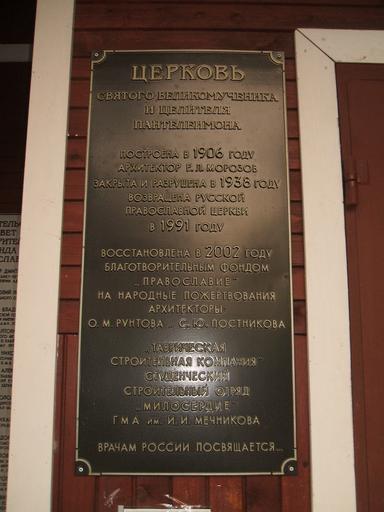 ЦЕРКОВЬ
СВЯТОГО ВЕЛИКОМУЧЕНИКА
И ЦЕЛИТЕЛЯ
ПАНТЕЛЕИМОНА
ПОСТРОЕНА В 1906 ГОДУ
АРХИТЕКТОР Е.Л. МОРОЗОВ
ЗАКРЫТА И РАЗРУШЕНА В 1938 ГОДУ
ВОЗВРАЩЕНА РУССКОЙ
ПРАВОСЛАВНОЙ ЦЕРКВИ
В 1991 ГОДУ
ВОССТАНОВЛЕНА В 2002 ГОДУ
БЛАГОТВОРИТЕЛЬНЫМ ФОНДОМ
„ПРАВОСЛАВИЕ"
НА НАРОДНЫЕ ПОЖЕРТВОВАНИЯ
АРХИТЕКТОРЫ
О.М. РУНТОВА С.Ю. ПОСТНИКОВА
„ТАВРИЧЕСКАЯ
СТРОИТЕЛЬНАЯ КОМПАНИЯ"
СТУДЕНЧЕСКИЙ
СТРОИТЕЛЬНЫЙ ОТРЯД
„МИЛОСЕРДИЕ"
ГМА им. И.И. МЕЧНИКОВА
ВРАЧАМ РОССИИ ПОСВЯЩАЕТСЯ...